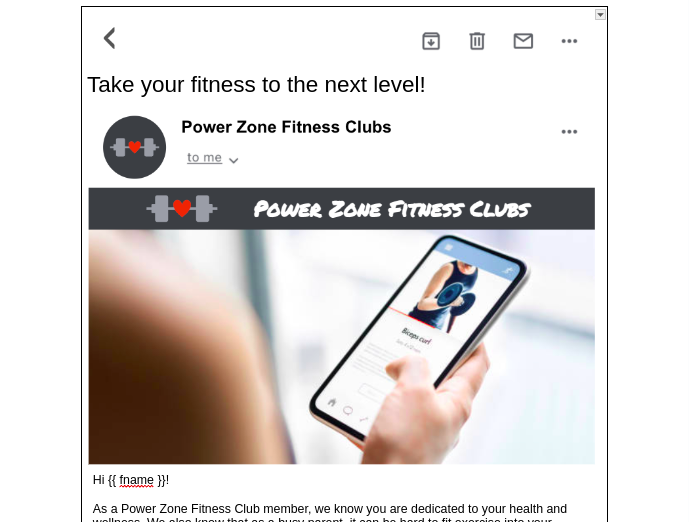 Take your fitness to the next level!
Power Zone Fitness Clubs
to me
Power Zone Fitness Clubs
Biceps curl
Hi {{ fname }}!
As a Power Zone Fitness Club member, we know you are dedicated to your health and
wellness. We also know that as a busy parent, it can be hard to fit exercise into your